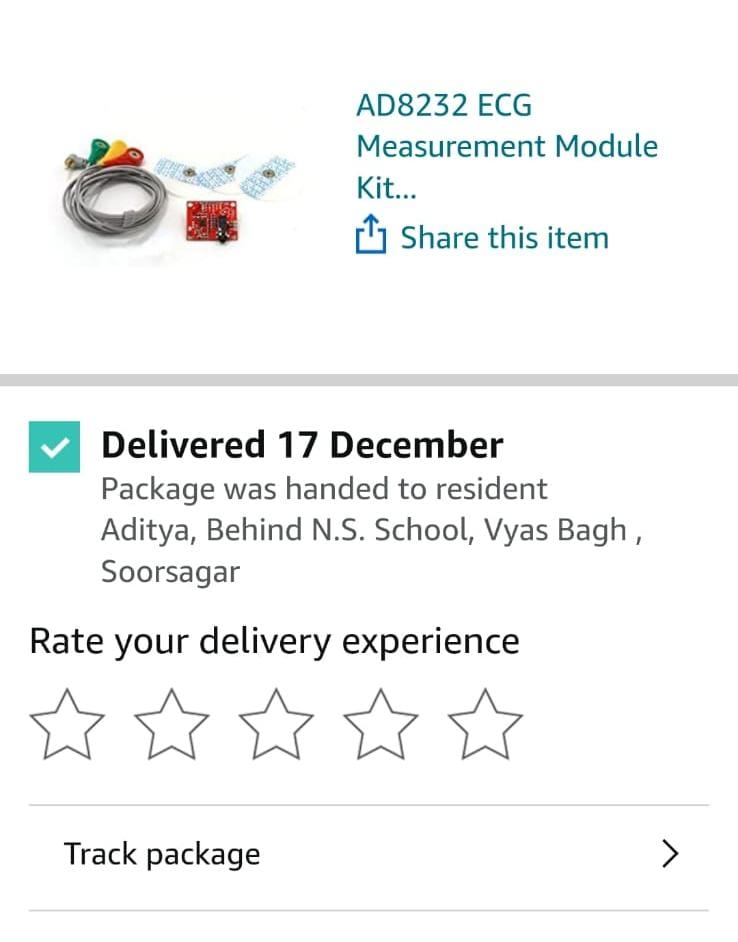 AD8232 ECG
Measurement Module
Kit...
Share this item
Delivered 17 December
Package was handed to resident
Aditya, Behind N.S. School, Vyas Bagh ,
Soorsagar
Rate your delivery experience
Track package